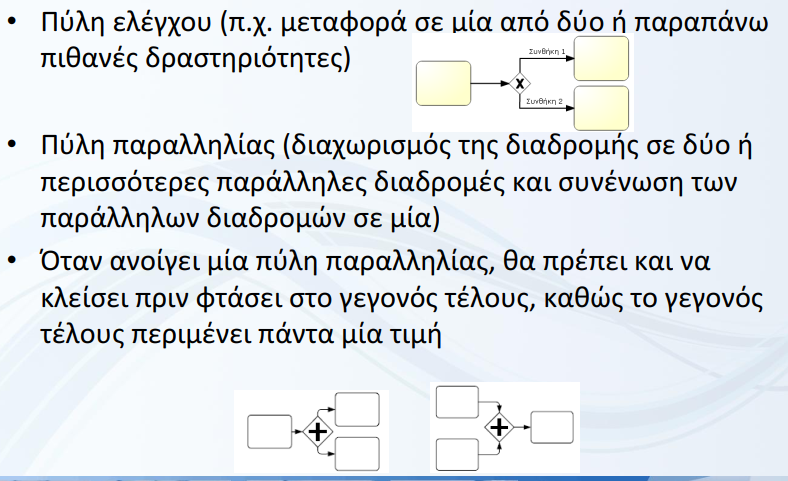 • Πύλη ελέγχου (π.χ. μεταφορά σε μία από δύο ή παραπάνω
πιθανές δραστηριότητες)
Συνθήκη 1
X
Συνθήκη 2
• Πύλη παραλληλίας (διαχωρισμός της διαδρομής σε δύο ή
περισσότερες παράλληλες διαδρομές και συνένωση των
παράλληλων διαδρομών σε μία)
• Όταν ανοίγει μία πύλη παραλληλίας, θα πρέπει και να
κλείσει πριν φτάσει στο γεγονός τέλους, καθώς το γεγονός
τέλους περιμένει πάντα μία τιμή